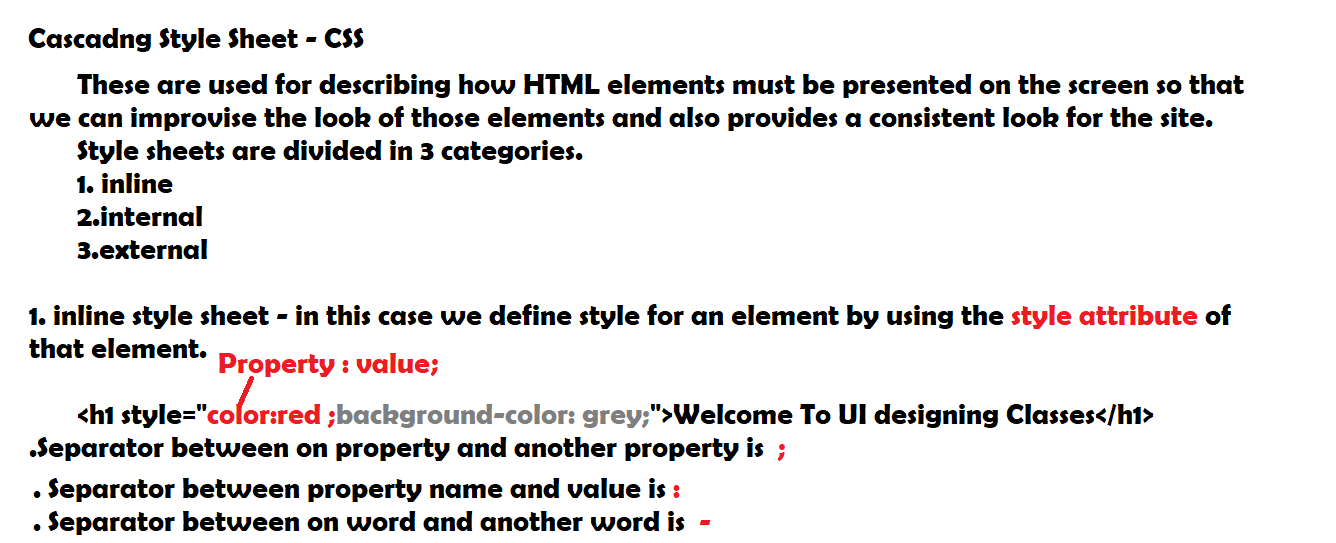 Cascadng Style Sheet - CSS
These are used for describing how HTML elements must be presented on the screen so that
we can improvise the look of those elements and also provides a consistent look for the site.
Style sheets are divided in 3 categories.
1. inline
2.internal
3.external
1. inline style sheet - in this case we define style for an element by using the style attribute of
that element.
Property : value;
<h1 style="color:red ;background-color: grey;">Welcome To UI designing Classes</h1>
.Separator between on property and another property is ;
. Separator between property name and value is :
. Separator between on word and another word is -